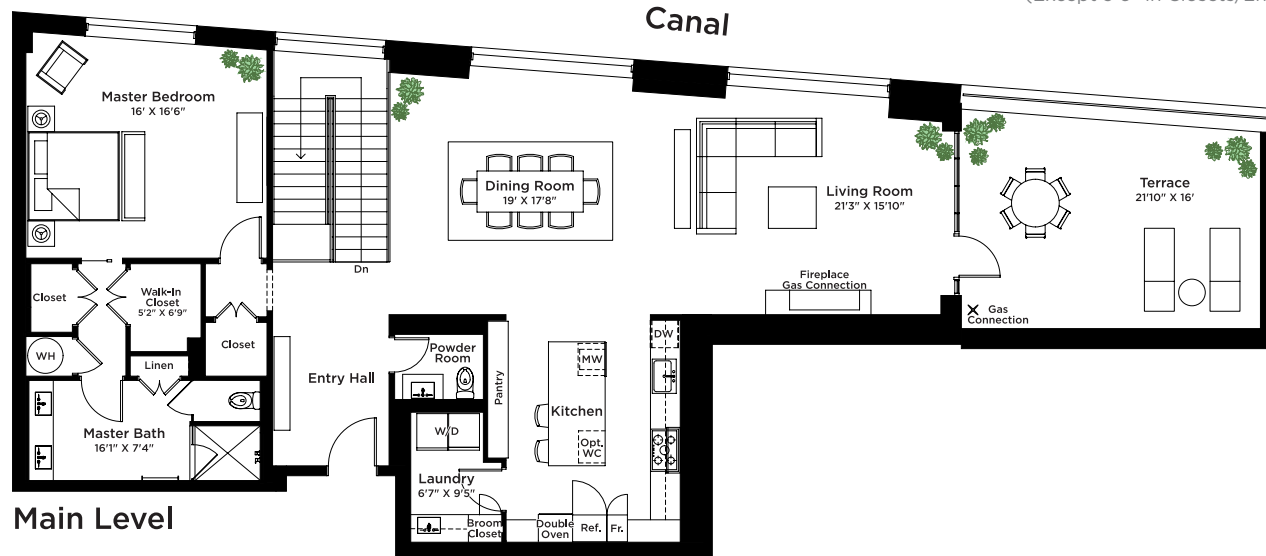 Canal
Master Bedroom
16' X 16'6"
Dining Room
19' X 17'8"
Living Room
21'3" X 15'10"
Terrace
21'10" X 16'
Dn
Fireplace
Gas Connection
Gas
Connection
Closet
Walk-In
Closet
5'2" X 6'9"
Closet
WH
Linen
Entry Hall
Powder
Room
Pantry
DW
MW
Kitchen
Opt.
WC
Master Bath
16'1" X 7'4"
W/D
Laundry
6'7" X 9'5"
Broom
Closet
Double
Oven
Ref.
Fr.
Main Level